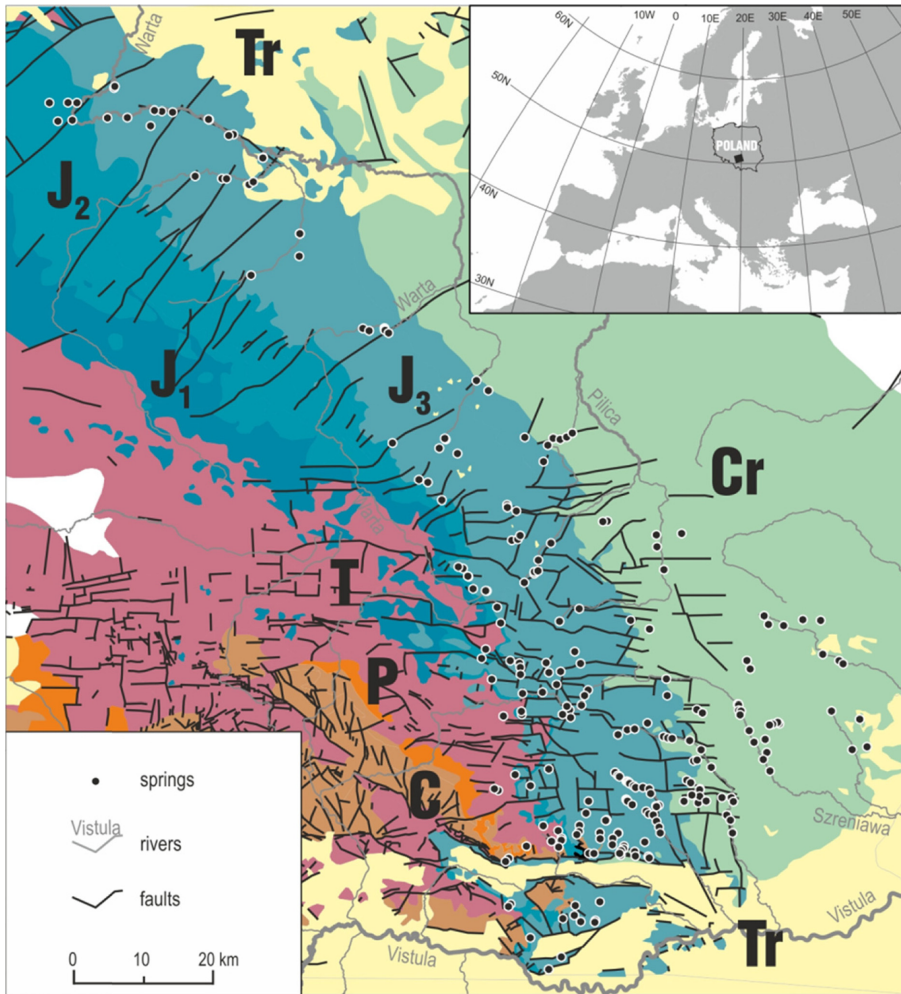 Warta
Tr
60N
10W
0
10E
20E
30E
40E
50E
50N
POLAND
40N
30N
J2
Warta
J1
J3
Pilica
Cr
Warta
T
P
C
springs
Vistula
rivers
faults
0
10
20 km
Szreniawa
Vistula
Tr
Vistula